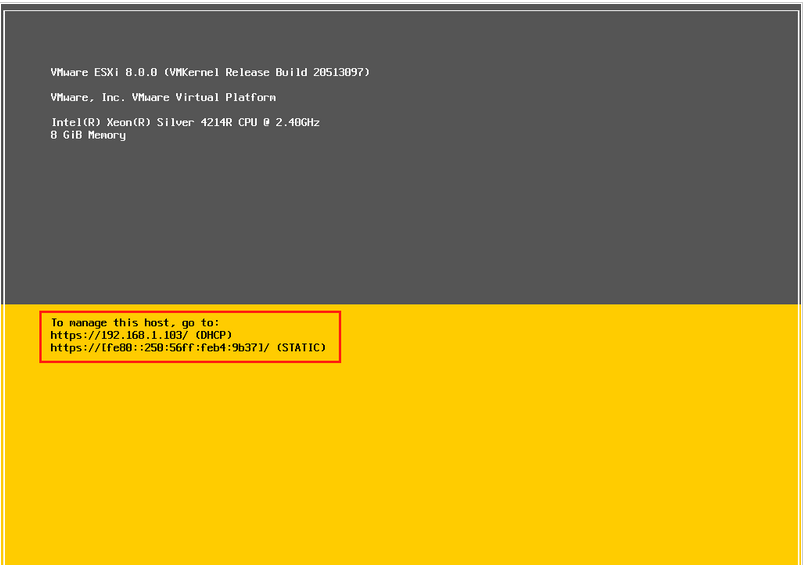 VMware ESXi 8.0.0 (VMKernel Release Build 20513097)
VMware, Inc. VMware Virtual Platform
Intel(R) Xeon(R) Silver 4214R CPU @ 2.40GHz
8 GiB Memory
To manage this host, go to:
https://192.168.1.103/ (DHCP)
https://[fe80::250:56ff:feb4:9b37]/ (STATIC)